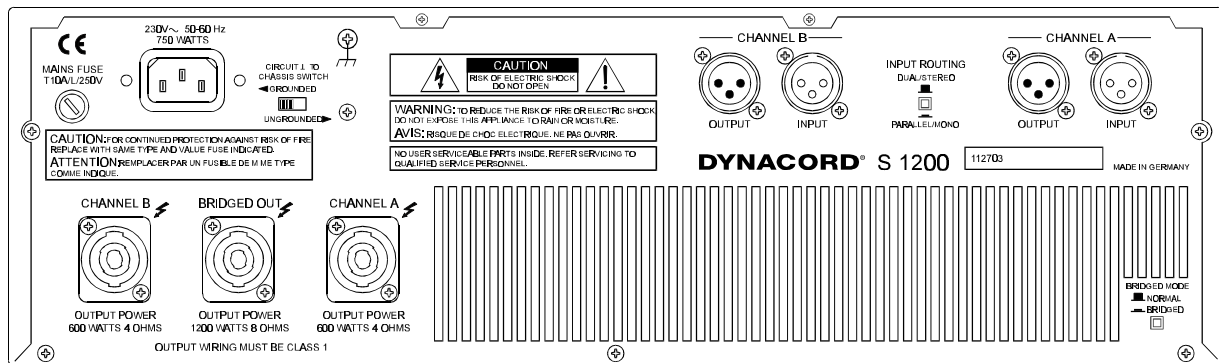 230V~ 50-60 Hz
750 WATTS
MAINS FUSE
T10A/L/250V
CIRCUIT ⊥ TO
CHASSIS SWITCH
◄GROUNDED
UNGROUNDED►
CAUTION: FOR CONTINUED PROTECTION AGAINST RISK OF FIRE
REPLACE WITH SAME TYPE AND VALUE FUSE INDICATED.
ATTENTION: REMPLACER PAR UN FUSIBLE DE M ME TYPE
COMME INDIQUE.
CAUTION
RISK OF ELECTRIC SHOCK
DO NOT OPEN
WARNING: TO REDUCE THE RISK OF FIRE OR ELECTRIC SHOCK
DO NOT EXPOSE THIS APPLIANCE TO RAIN OR MOISTURE.
AVIS: RISQUE DE CHOC ELECTRIQUE. NE PAS OUVRIR.
NO USER SERVICEABLE PARTS INSIDE. REFER SERVICING TO
QUALIFIED SERVICE PERSONNEL.
CHANNEL B
OUTPUT
INPUT
INPUT ROUTING
DUAL/STEREO
PARALLEL/MONO
CHANNEL A
OUTPUT
INPUT
DYNACORD® S 1200
112703
MADE IN GERMANY
CHANNEL B
BRIDGED OUT
CHANNEL A
OUTPUT POWER
600 WATTS 4 OHMS
OUTPUT POWER
1200 WATTS 8 OHMS
OUTPUT POWER
600 WATTS 4 OHMS
OUTPUT WIRING MUST BE CLASS 1
BRIDGED MODE
NORMAL
BRIDGED